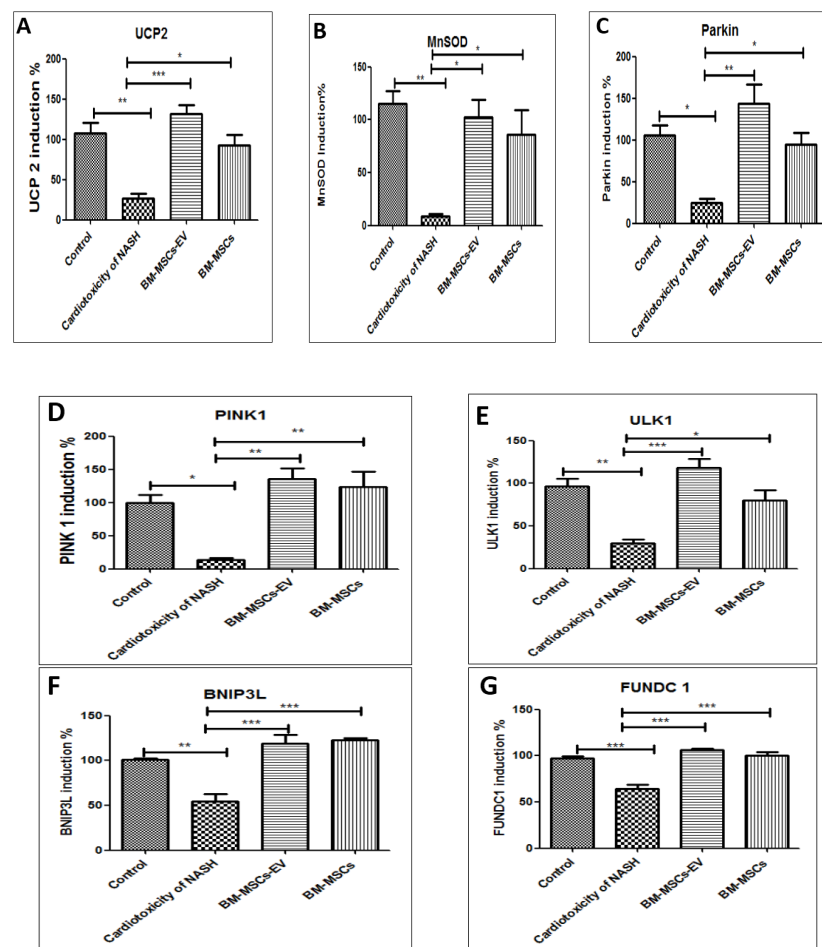 A
UCP2
UCP 2 induction %
200
150
100
50
0
**
***
*
Control
Cardiotoxicity of NASH
BM-MSCs-EV
BM-MSCs
B
MnSOD
MnSOD Induction%
150
100
50
0
**
*
*
Control
Cardiotoxicity of NASH
BM-MSCs-EV
BM-MSCs
C
Parkin
Parkin induction %
200
150
100
50
0
*
**
*
Control
Cardiotoxicity of NASH
BM-MSCs-EV
BM-MSCs
D
PINK1
PINK 1 induction %
200
150
100
50
0
*
**
**
Control
Cardiotoxicity of NASH
BM-MSCs-EV
BM-MSCs
E
ULK1
ULK1 induction %
150
100
50
0
**
***
*
Control
Cardiotoxicity of NASH
BM-MSCs-EV
BM-MSCs
F
BNIP3L
BNIP3L induction %
150
100
50
0
**
***
***
Control
Cardiotoxicity of NASH
BM-MSCs-EV
BM-MSCs
G
FUNDC 1
FUNDC1 induction %
150
100
50
0
***
***
***
Control
Cardiotoxicity of NASH
BM-MSCs-EV
BM-MSCs